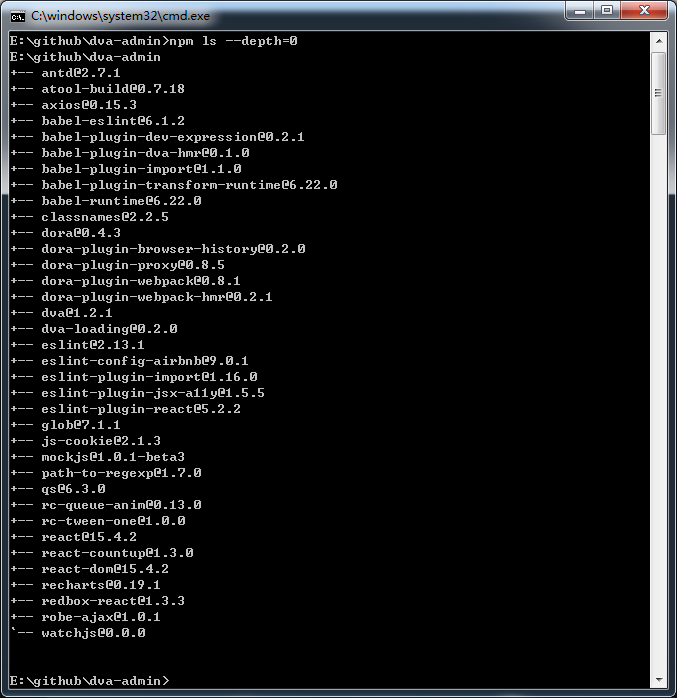 C:\windows\system32\cmd.exe
E:\github\dva-admin>npm ls --depth=0
E:\github\dva-admin
+-- antd@2.7.1
+-- atool-build@0.7.18
+-- axios@0.15.3
+-- babel-eslint@6.1.2
+-- babel-plugin-dev-expression@0.2.1
+-- babel-plugin-dva-hmr@0.1.0
+-- babel-plugin-import@1.1.0
+-- babel-plugin-transform-runtime@6.22.0
+-- babel-runtime@6.22.0
+-- classnames@2.2.5
+-- dora@0.4.3
+-- dora-plugin-browser-history@0.2.0
+-- dora-plugin-proxy@0.8.5
+-- dora-plugin-webpack@0.8.1
+-- dora-plugin-webpack-hmr@0.2.1
+-- dva@1.2.1
+-- dva-loading@0.2.0
+-- eslint@2.13.1
+-- eslint-config-airbnb@9.0.1
+-- eslint-plugin-import@1.16.0
+-- eslint-plugin-jsx-a11y@1.5.5
+-- eslint-plugin-react@5.2.2
+-- glob@7.1.1
+-- js-cookie@2.1.3
+-- mockjs@1.0.1-beta3
+-- path-to-regexp@1.7.0
+-- qs@6.3.0
+-- rc-queue-anim@0.13.0
+-- rc-tween-one@1.0.0
+-- react@15.4.2
+-- react-countup@1.3.0
+-- react-dom@15.4.2
+-- recharts@0.19.1
+-- redbox-react@1.3.3
+-- robe-ajax@1.0.1
`-- watchjs@0.0.0
E:\github\dva-admin>